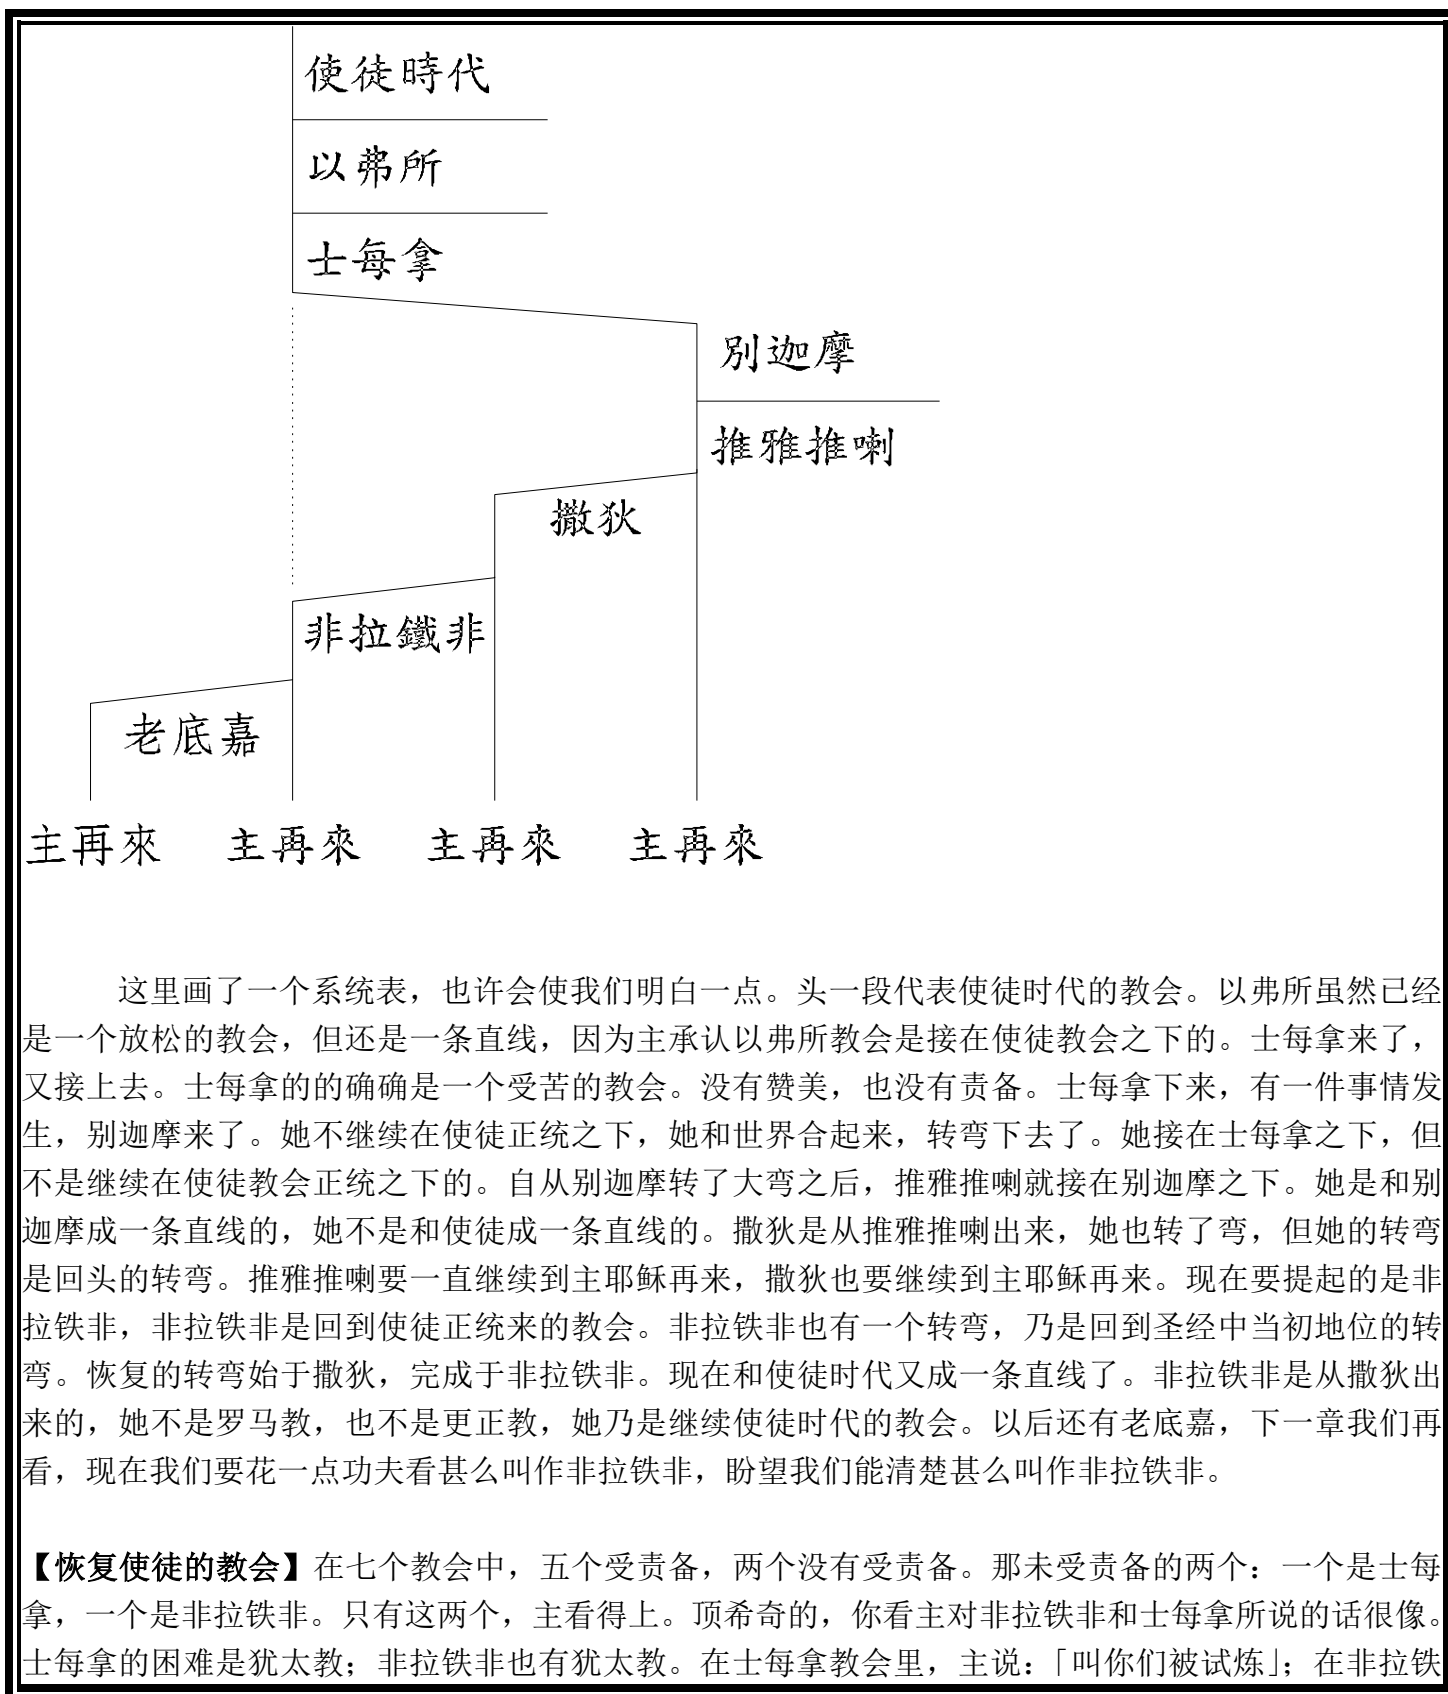 使徒時代
以弗所
士每拿
別迦摩
推雅推喇
撒狄
非拉鐵非
老底嘉
主再來 主再來 主再來 主再來
这里画了一个系统表，也许会使我们明白一点。头一段代表使徒时代的教会。以弗所虽然已经
是一个放松的教会，但还是一条直线，因为主承认以弗所教会是接在使徒教会之下的。士每拿来了，
又接上去。士每拿的的确确是一个受苦的教会。没有赞美，也没有责备。士每拿下来，有一件事情发
生，别迦摩来了。她不继续在使徒正统之下，她和世界合起来，转弯下去了。她接在士每拿之下，但
不是继续在使徒教会正统之下的。自从别迦摩转了大弯之后，推雅推喇就接在别迦摩之下。她是和别
迦摩成一条直线的，她不是和使徒成一条直线的。撒狄是从推雅推喇出来，她也转了弯，但她的转弯
是回头的转弯。推雅推喇要一直继续到主耶稣再来，撒狄也要继续到主耶稣再来。现在要提起的是非
拉铁非，非拉铁非是回到使徒正统来的教会。非拉铁非也有一个转弯，乃是回到圣经中当初地位的转
弯。恢复的转弯始于撒狄，完成于非拉铁非。现在和使徒时代又成一条直线了。非拉铁非是从撒狄出
来的，她不是罗马教，也不是更正教，她乃是继续使徒时代的教会。以后还有老底嘉，下一章我们再
看，现在我们要花一点功夫看甚么叫作非拉铁非，盼望我们能清楚甚么叫作非拉铁非。
【恢复使徒的教会】在七个教会中，五个受责备，两个没有受责备。那未受责备的两个：一个是士每
拿，一个是非拉铁非。只有这两个，主看得上。顶希奇的，你看主对非拉铁非和士每拿所说的话很像。
士每拿的困难是犹太教；非拉铁非也有犹太教。在士每拿教会里，主说：「叫你们被试炼」；在非拉铁